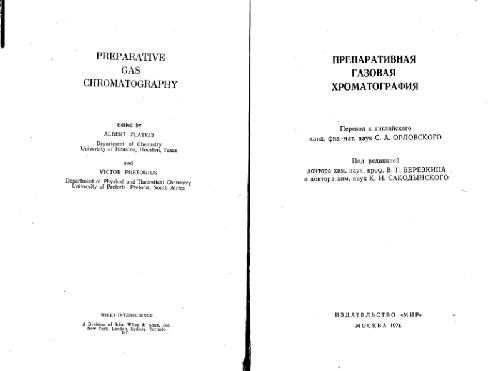 PREPARATIVE
GAS
CHROMATOGRAPHY
Edited by
ALBERT ZLATKIS
Department of Chemistry
University of Houston, Houston, Texas
and
VICTOR PRETORIUS
Department of Physical and Theoretical Chemistry
University of Pretoria, Pretoria, South Africa
WILEY-INTERSCIENCE
A Division of John Wiley & Sons, Inc.
New York, London, Sydney, Toronto
ПРЕПАРАТИВНАЯ
ГАЗОВАЯ
ХРОМАТОГРАФИЯ
Перевод с английского
канд. физ.-мат. наук С. А. ОРЛОВСКОГО
Под редакцией
доктора хим. наук, проф. В. Г. БЕРЕЗКИНА
и доктора хим. наук К. И. САКОДЫНСКОГО
ИЗДАТЕЛЬСТВО «МИР»
МОСКВА 1974